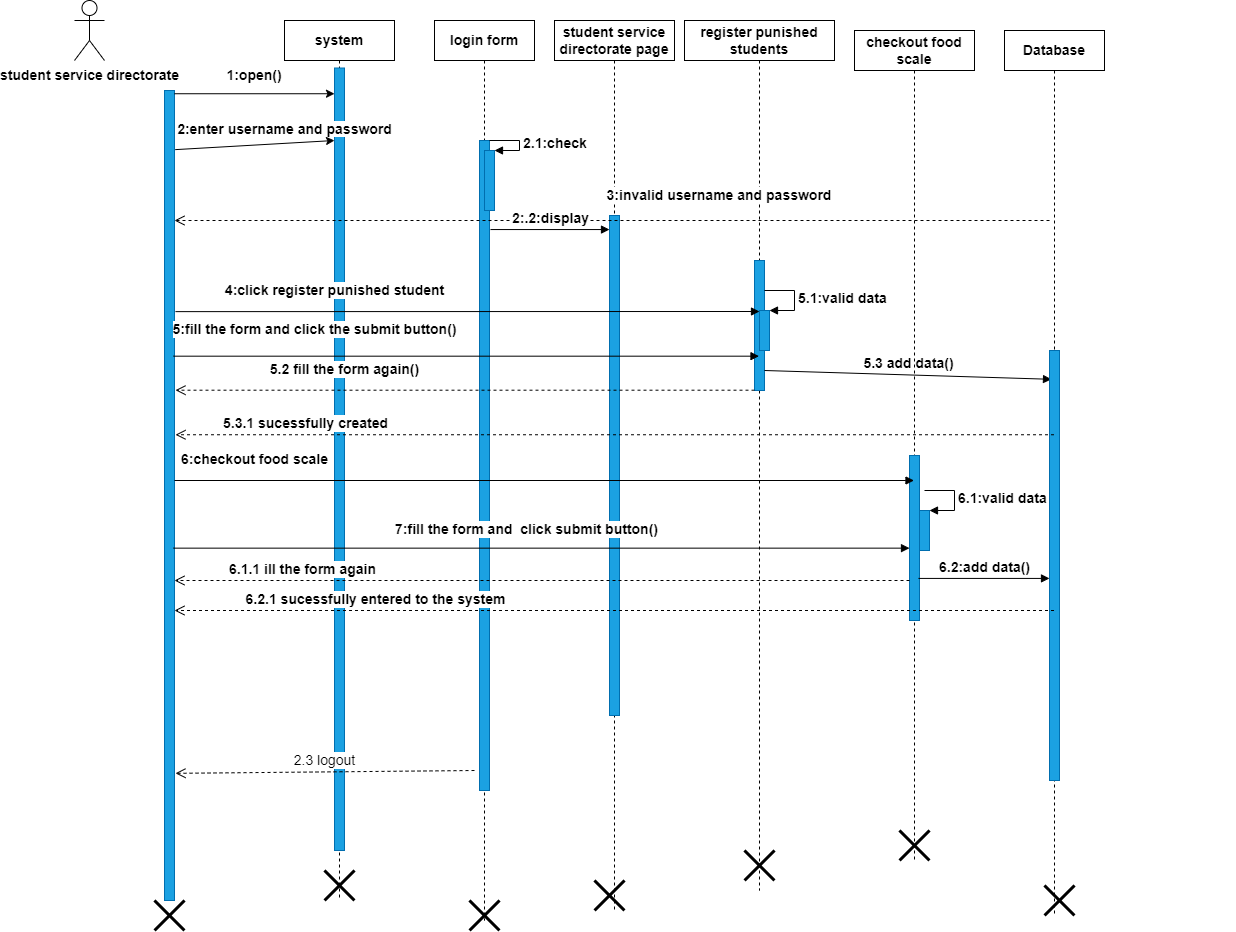 system
login form
student service
directorate page
register punished
students
checkout food
scale
Database
student service directorate
1:open()
2:enter username and password
2.1:check
3:invalid username and password
2:.2:display
4:click register punished student
5.1:valid data
5:fill the form and click the submit button()
5.2 fill the form again()
5.3 add data()
5.3.1 sucessfully created
6:checkout food scale
6.1:valid data
7:fill the form and  click submit button()
6.1.1 ill the form again
6.2:add data()
6.2.1 sucessfully entered to the system
2.3 logout